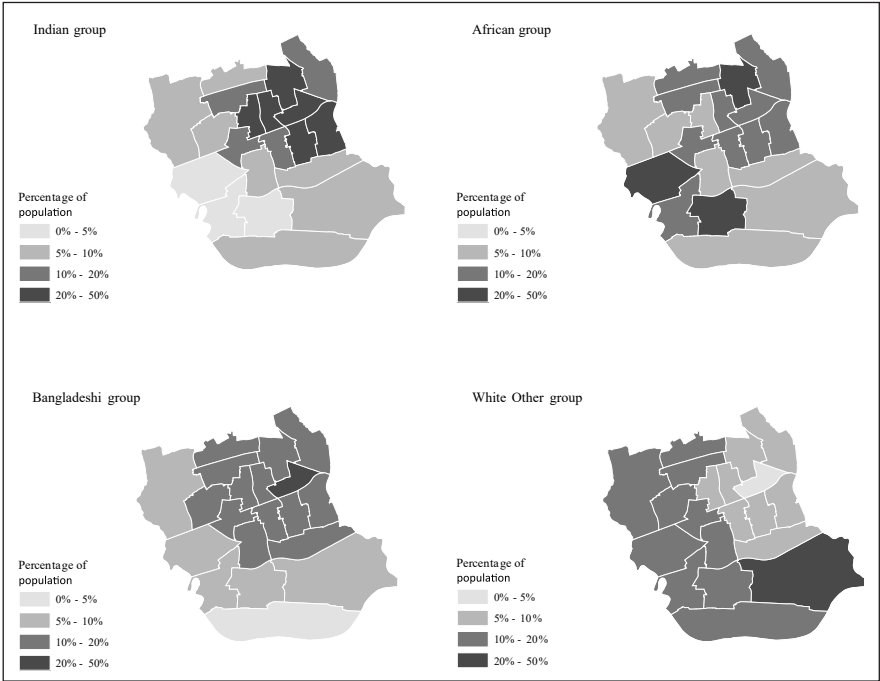 Indian group
Percentage of
population
0% - 5%
5% - 10%
10% - 20%
20% - 50%
African group
Percentage of
population
0% - 5%
5% - 10%
10% - 20%
20% - 50%
Bangladeshi group
Percentage of
population
0% - 5%
5% - 10%
10% - 20%
20% - 50%
White Other group
Percentage of
population
0% - 5%
5% - 10%
10% - 20%
20% - 50%